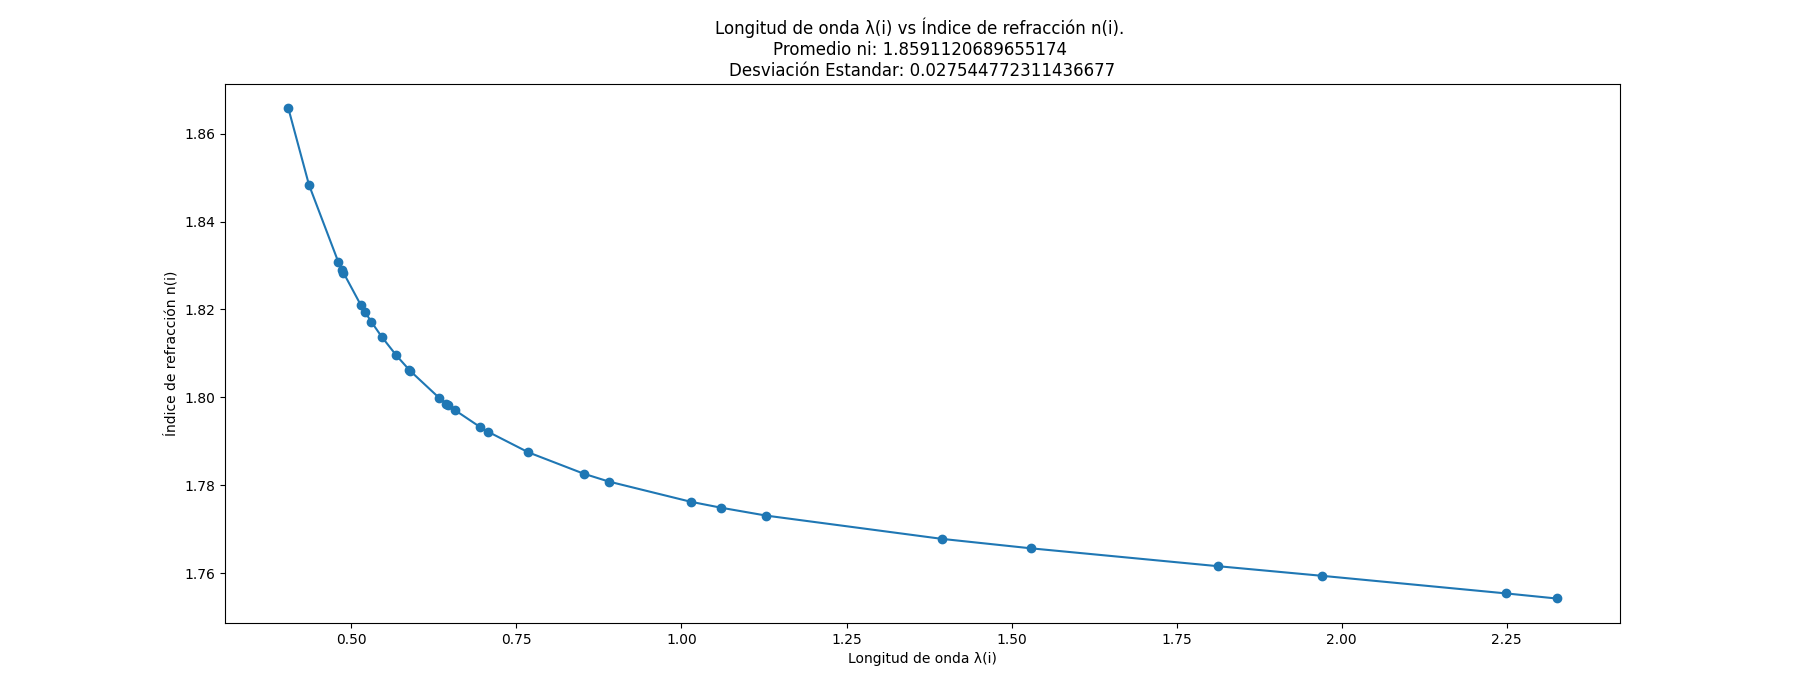 Longitud de onda λ(i) vs Índice de refracción n(i).
Promedio ni: 1.8591120689655174
Desviación Estandar: 0.027544772311436677
1.86
1.84
1.82
1.80
1.78
1.76
Índice de refracción n(i)
0.50 0.75 1.00 1.25 1.50 1.75 2.00 2.25
Longitud de onda λ(i)